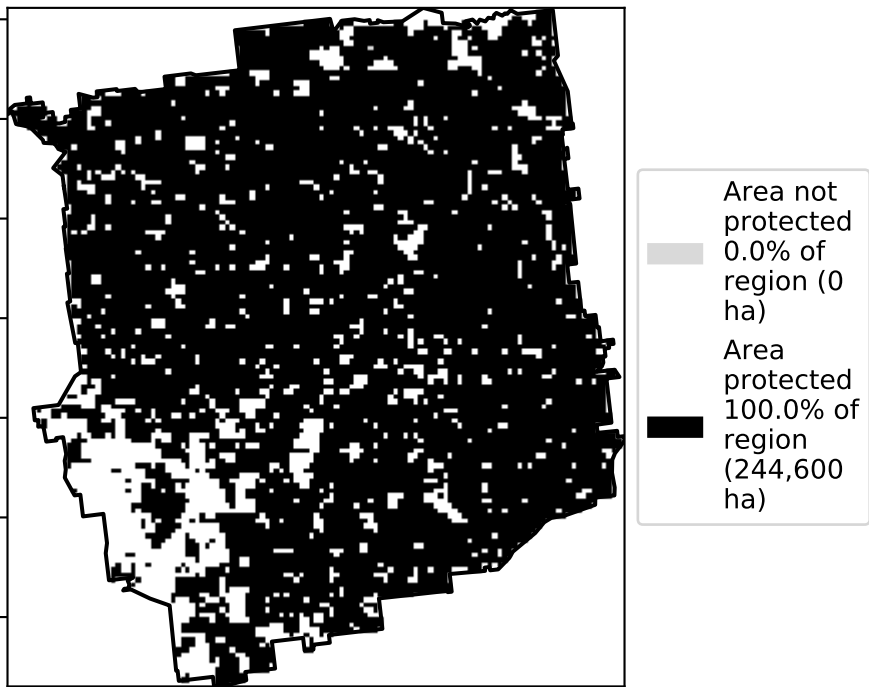 Area not
protected
0.0% of
region (0
ha)
Area
protected
100.0% of
region
(244,600
ha)